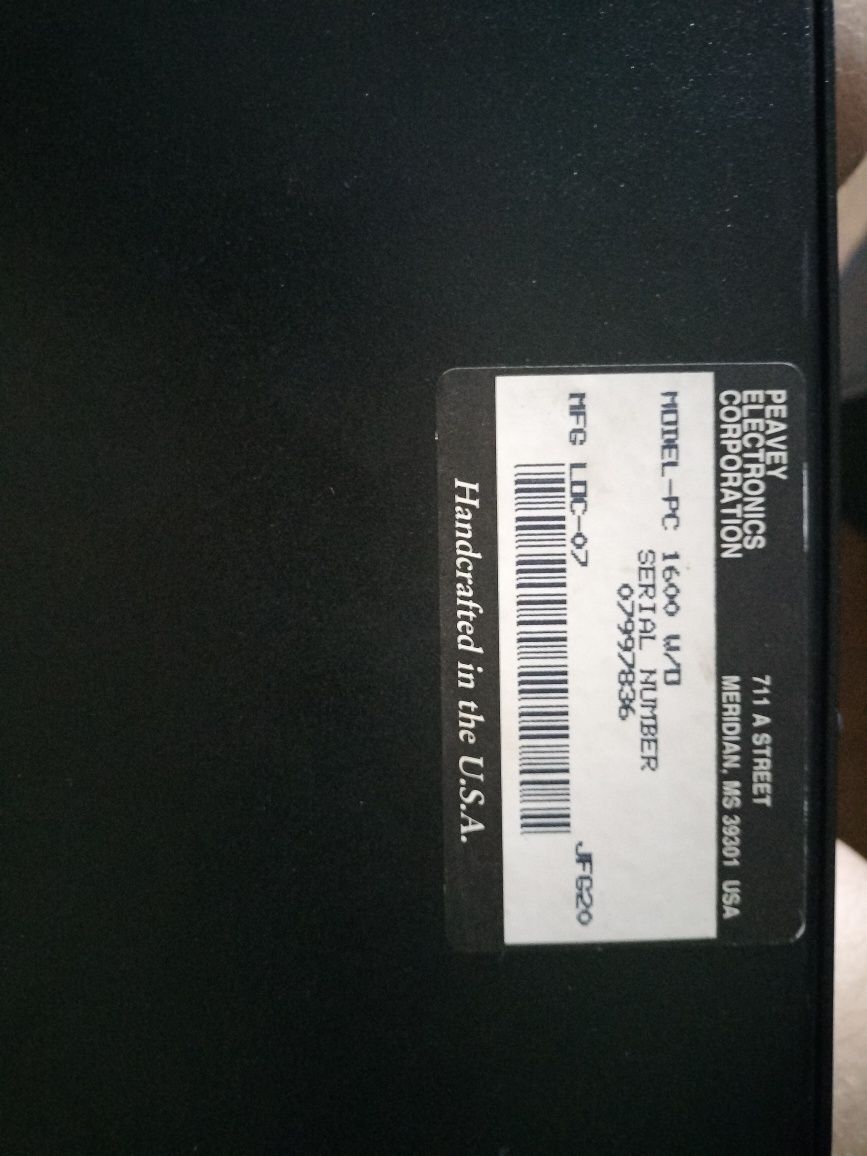 PEAVEY
ELECTRONICS
CORPORATION
711 A STREET
MERIDIAN, MS 39301 USA
MODEL-PC 1600 W/D
SERIAL NUMBER
07997836
MFG LOC-07
JFG20
Handcrafted in the U.S.A.